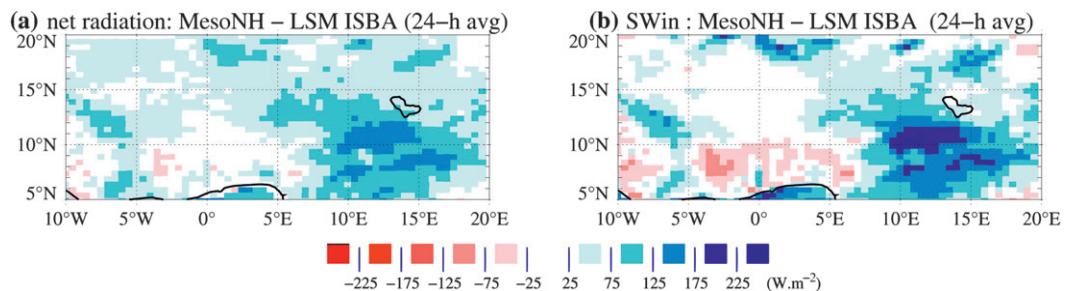 (a) net radiation: MesoNH − LSM ISBA (24−h avg)
(b) SWin : MesoNH − LSM ISBA (24−h avg)
20°N
15°N
10°N
5°N
10°W 5°W 0° 5°E 10°E 15°E 20°E
20°N
15°N
10°N
5°N
10°W 5°W 0° 5°E 10°E 15°E 20°E
−225 −175 −125 −75 −25 25 75 125 175 225 (W.m−2)